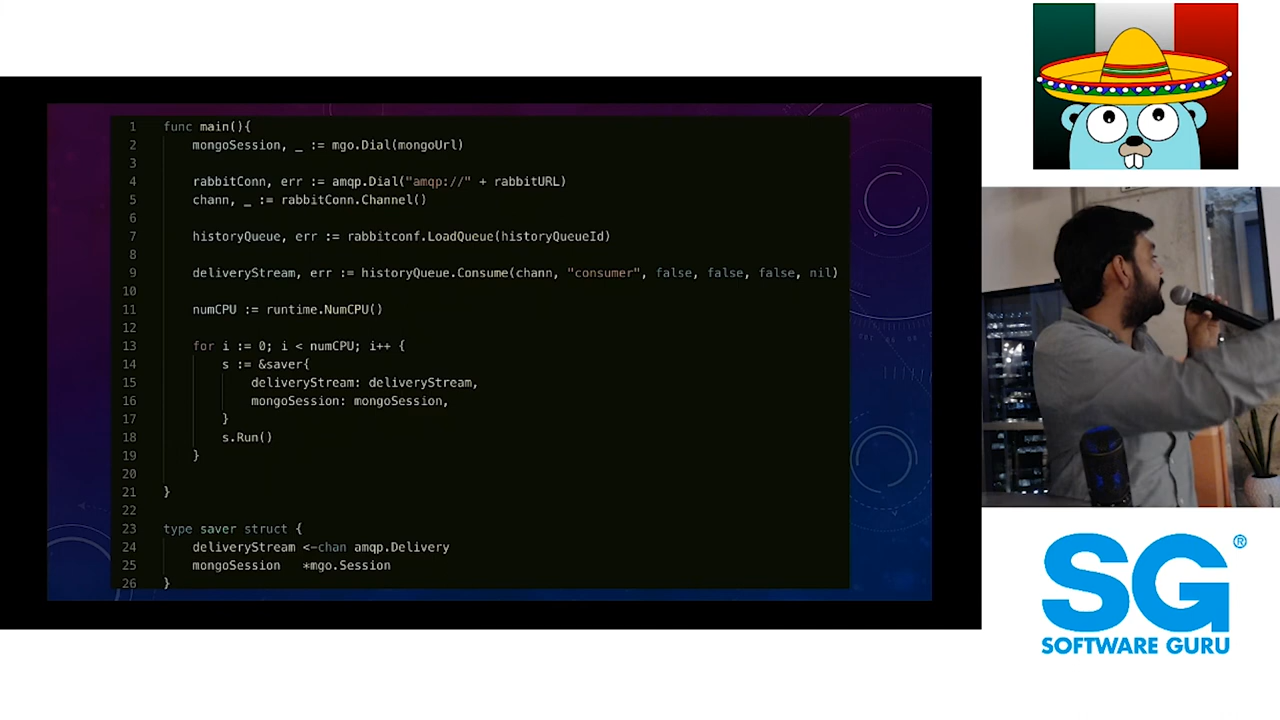 1 func main(){
2 mongoSession, _ := mgo.Dial(mongoUrl)
3
4 rabbitConn, err := amqp.Dial("amqp://" + rabbitURL)
5 chann, _ := rabbitConn.Channel()
6
7 historyQueue, err := rabbitconf.LoadQueue(historyQueueId)
8
9 deliveryStream, err := historyQueue.Consume(chann, "consumer", false, false, false, nil)
10
11 numCPU := runtime.NumCPU()
12
13 for i := 0; i < numCPU; i++ {
14 s := &saver{
15 deliveryStream: deliveryStream,
16 mongoSession: mongoSession,
17 }
18 s.Run()
19 }
20
21 }
22
23 type saver struct {
24 deliveryStream <-chan amqp.Delivery
25 mongoSession *mgo.Session
26 }
SG®
SOFTWARE GURU